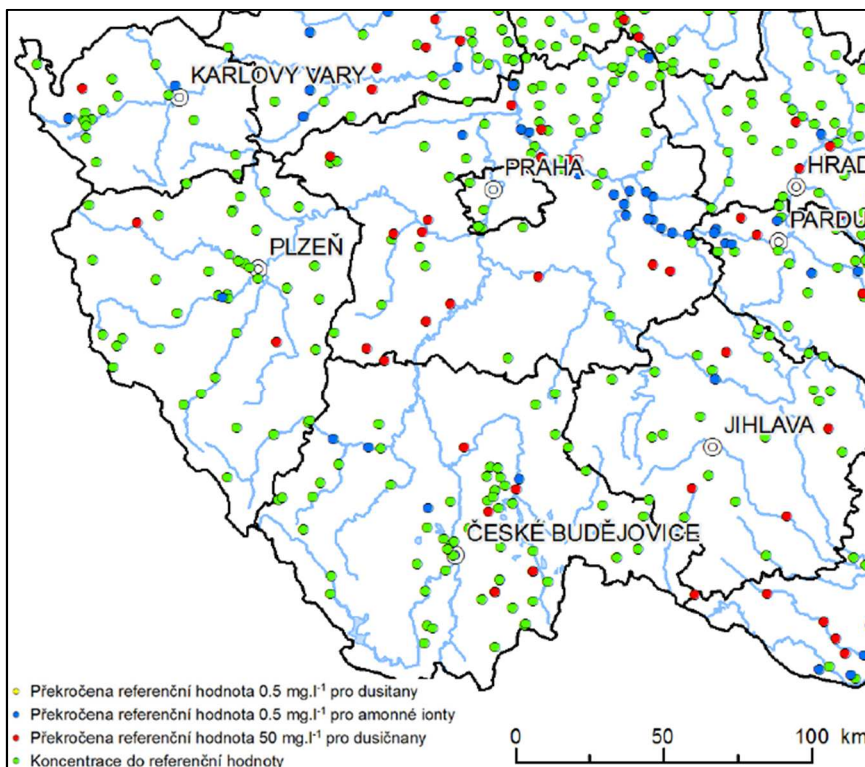 KARLOVY VARY
PRAHA
HRAD
PARDU
PLZEŇ
JIHLAVA
ČESKÉ BUDĚJOVICE
Překročena referenční hodnota 0.5 mg.l⁻¹ pro dusitany
Překročena referenční hodnota 0.5 mg.l⁻¹ pro amonné ionty
Překročena referenční hodnota 50 mg.l⁻¹ pro dusičnany
Koncentrace do referenční hodnoty
0 50 100 km